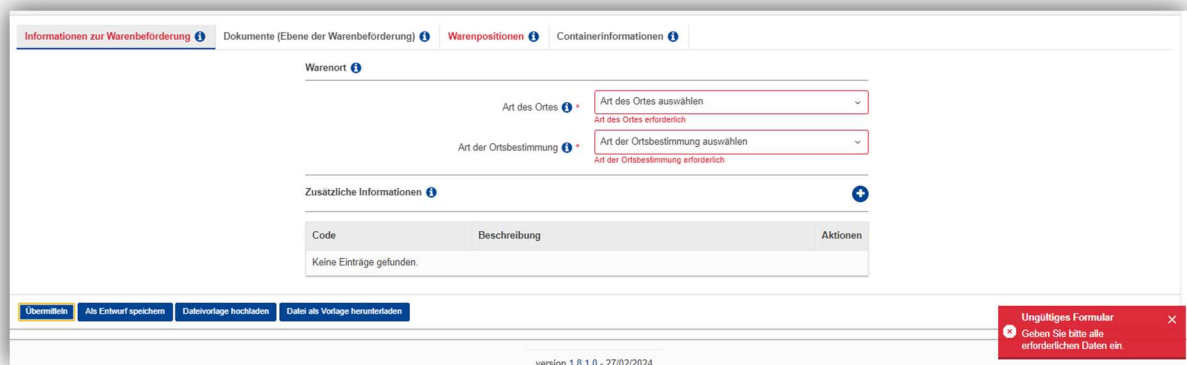 Informationen zur Warenbeförderung Dokumente (Ebene der Warenbeförderung) Warenpositionen Containerinformationen
Warenort
Art des Ortes * Art des Ortes auswählen
Art des Ortes erforderlich
Art der Ortsbestimmung * Art der Ortsbestimmung auswählen
Art der Ortsbestimmung erforderlich
Zusätzliche Informationen
Code Beschreibung Aktionen
Keine Einträge gefunden.
Übermitteln Als Entwurf speichern Dateivorlage hochladen Datei als Vorlage herunterladen
Ungültiges Formular
Geben Sie bitte alle
erforderlichen Daten ein.
version 1.8.1.0 - 27/02/2024